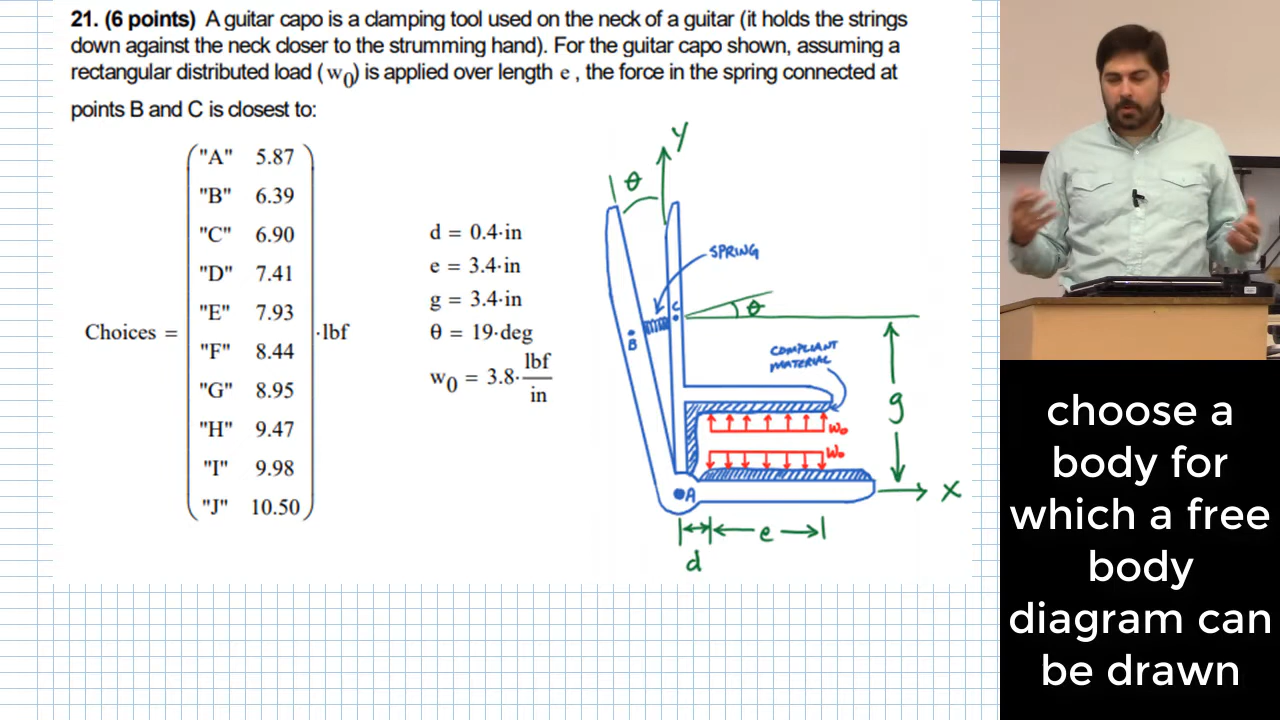 21. (6 points) A guitar capo is a clamping tool used on the neck of a guitar (it holds the strings
down against the neck closer to the strumming hand). For the guitar capo shown, assuming a
rectangular distributed load (w0) is applied over length e , the force in the spring connected at
points B and C is closest to:
Choices =
"A" 5.87
"B" 6.39
"C" 6.90
"D" 7.41
"E" 7.93
"F" 8.44
"G" 8.95
"H" 9.47
"I" 9.98
"J" 10.50
·lbf
d = 0.4·in
e = 3.4·in
g = 3.4·in
θ = 19·deg
w0 = 3.8· lbf/in
y
θ
SPRING
C
B
θ
COMPLIANT
MATERIAL
g
w0
w0
A
x
e
d
choose a
body for
which a free
body
diagram can
be drawn